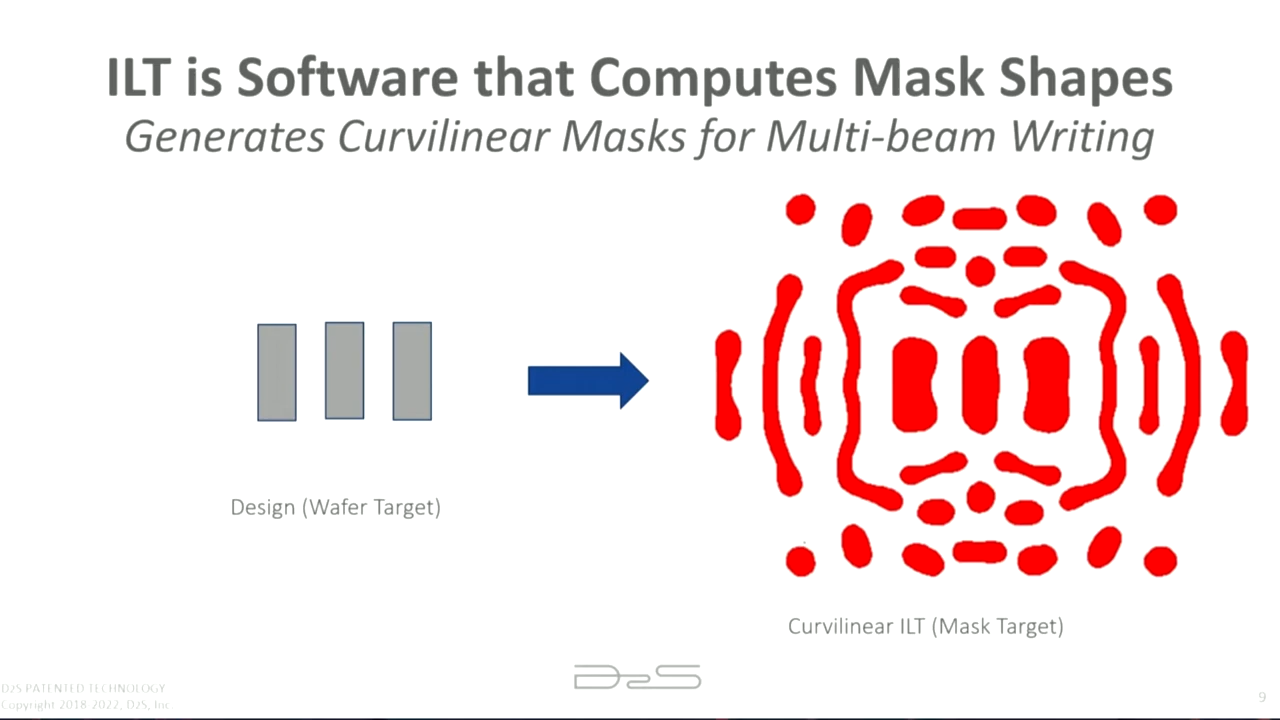 ILT is Software that Computes Mask Shapes
Generates Curvilinear Masks for Multi-beam Writing
Design (Wafer Target)
Curvilinear ILT (Mask Target)
D2S
D2S PATENTED TECHNOLOGY
Copyright 2018-2022, D2S, Inc.
9